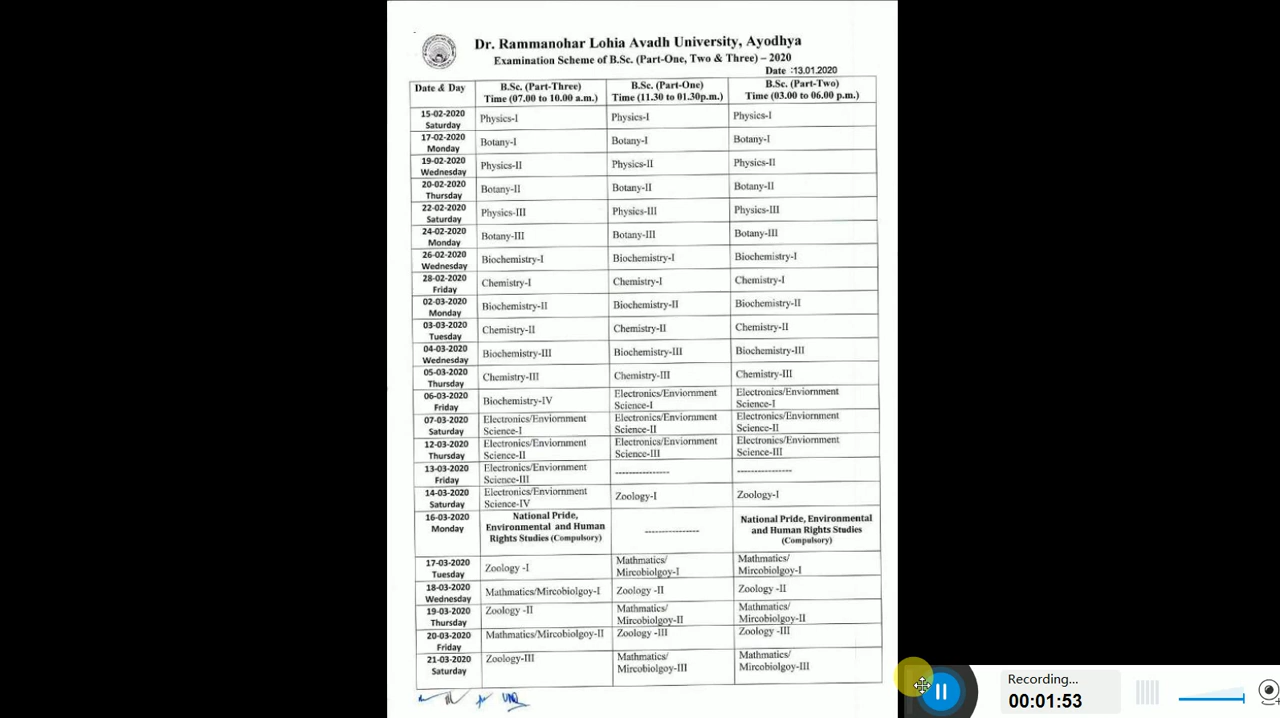 Dr. Rammanohar Lohia Avadh University, Ayodhya
Examination Scheme of B.Sc. (Part-One, Two & Three) – 2020
Date :13.01.2020
Date & Day
B.Sc. (Part-Three)
Time (07.00 to 10.00 a.m.)
B.Sc. (Part-One)
Time (11.30 to 01.30p.m.)
B.Sc. (Part-Two)
Time (03.00 to 06.00 p.m.)
15-02-2020
Saturday
Physics-I
Physics-I
Physics-I
17-02-2020
Monday
Botany-I
Botany-I
Botany-I
19-02-2020
Wednesday
Physics-II
Physics-II
Physics-II
20-02-2020
Thursday
Botany-II
Botany-II
Botany-II
22-02-2020
Saturday
Physics-III
Physics-III
Physics-III
24-02-2020
Monday
Botany-III
Botany-III
Botany-III
26-02-2020
Wednesday
Biochemistry-I
Biochemistry-I
Biochemistry-I
28-02-2020
Friday
Chemistry-I
Chemistry-I
Chemistry-I
02-03-2020
Monday
Biochemistry-II
Biochemistry-II
Biochemistry-II
03-03-2020
Tuesday
Chemistry-II
Chemistry-II
Chemistry-II
04-03-2020
Wednesday
Biochemistry-III
Biochemistry-III
Biochemistry-III
05-03-2020
Thursday
Chemistry-III
Chemistry-III
Chemistry-III
06-03-2020
Friday
Biochemistry-IV
Electronics/Enviornment
Science-I
Electronics/Enviornment
Science-I
07-03-2020
Saturday
Electronics/Enviornment
Science-I
Electronics/Enviornment
Science-II
Electronics/Enviornment
Science-II
12-03-2020
Thursday
Electronics/Enviornment
Science-II
Electronics/Enviornment
Science-III
Electronics/Enviornment
Science-III
13-03-2020
Friday
Electronics/Enviornment
Science-III
----------------
----------------
14-03-2020
Saturday
Electronics/Enviornment
Science-IV
Zoology-I
Zoology-I
16-03-2020
Monday
National Pride,
Environmental and Human
Rights Studies (Compulsory)
----------------
National Pride, Environmental
and Human Rights Studies
(Compulsory)
17-03-2020
Tuesday
Zoology -I
Mathmatics/
Mircobiolgoy-I
Mathmatics/
Mircobiolgoy-I
18-03-2020
Wednesday
Mathmatics/Mircobiolgoy-I
Zoology -II
Zoology -II
19-03-2020
Thursday
Zoology -II
Mathmatics/
Mircobiolgoy-II
Mathmatics/
Mircobiolgoy-II
20-03-2020
Friday
Mathmatics/Mircobiolgoy-II
Zoology -III
Zoology -III
21-03-2020
Saturday
Zoology-III
Mathmatics/
Mircobiolgoy-III
Mathmatics/
Mircobiolgoy-III
Recording...
00:01:53